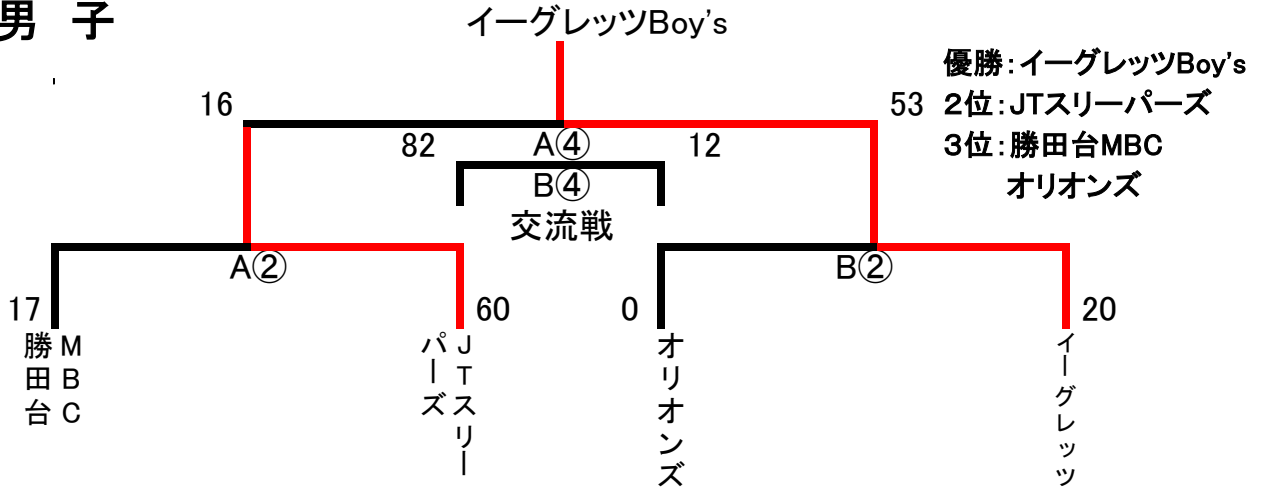 男 子
イーグレッツBoy's
優勝：イーグレッツBoy's
16
53
2位：JTスリーパーズ
82
A④
12
3位：勝田台MBC
B④
オリオンズ
交流戦
A②
B②
17
60
0
20
勝田台
MBC
JTスリー
パーズ
オリオンズ
イーグレッツ